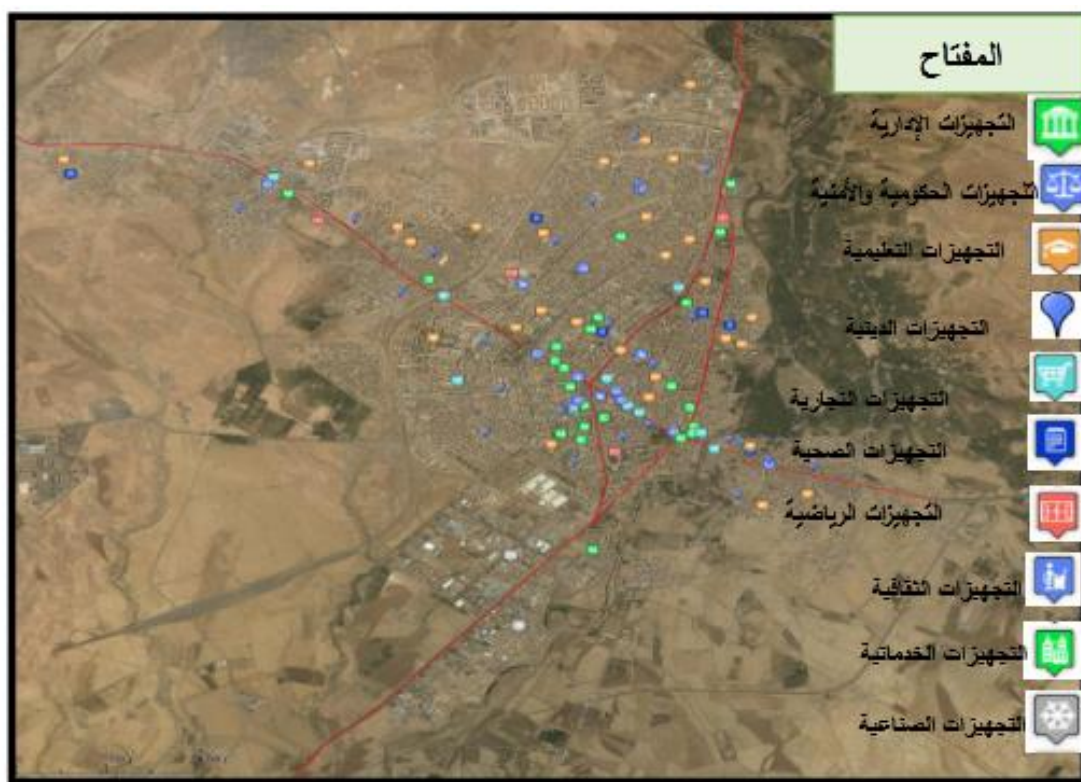 المفتاح
التجهيزات الإدارية
التجهيزات الحكومية والأمنية
التجهيزات التعليمية
التجهيزات الدينية
التجهيزات التجارية
التجهيزات الصحية
التجهيزات الرياضية
التجهيزات الثقافية
التجهيزات الخدماتية
التجهيزات الصناعية